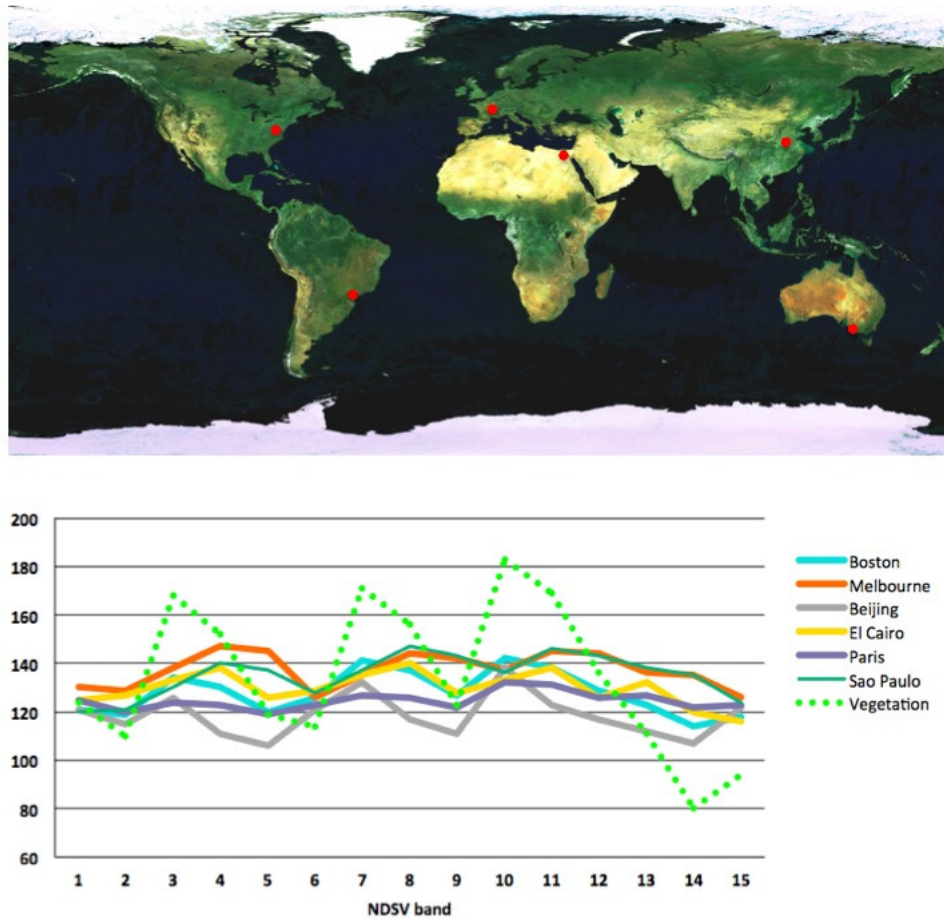 200
180
160
140
120
100
80
60
1 2 3 4 5 6 7 8 9 10 11 12 13 14 15
NDSV band
Boston
Melbourne
Beijing
El Cairo
Paris
Sao Paulo
Vegetation